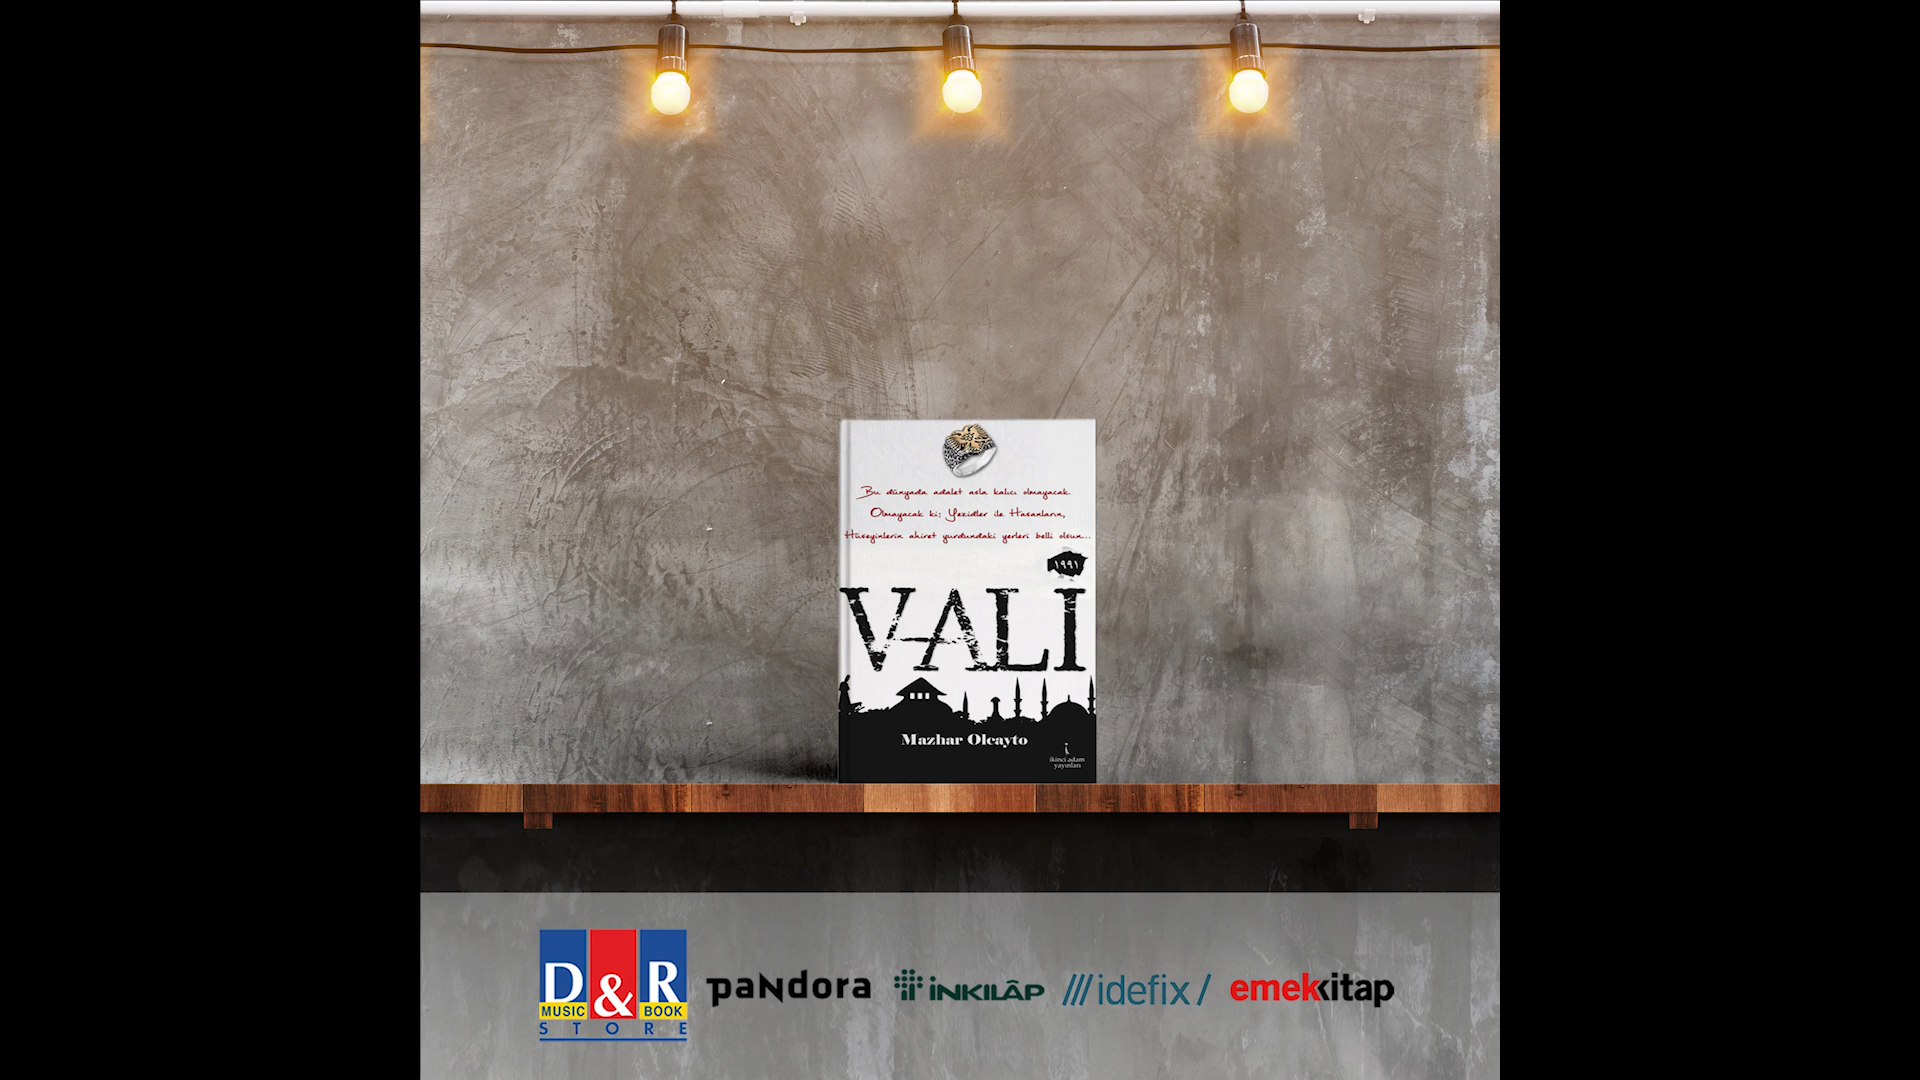 Bu dünyada adalet asla kalıcı olmayacak
Olmayacak ki; Yezidler ile Hasanların,
Hüseyinlerin ahiret yurdundaki yerleri belli olsun...
١٩٩١
VALİ
Mazhar Olcayto
ikinci adam
yayınları
D&R
MUSIC BOOK
STORE
paNdora
İNKILÂP
///idefix/
emekkitap